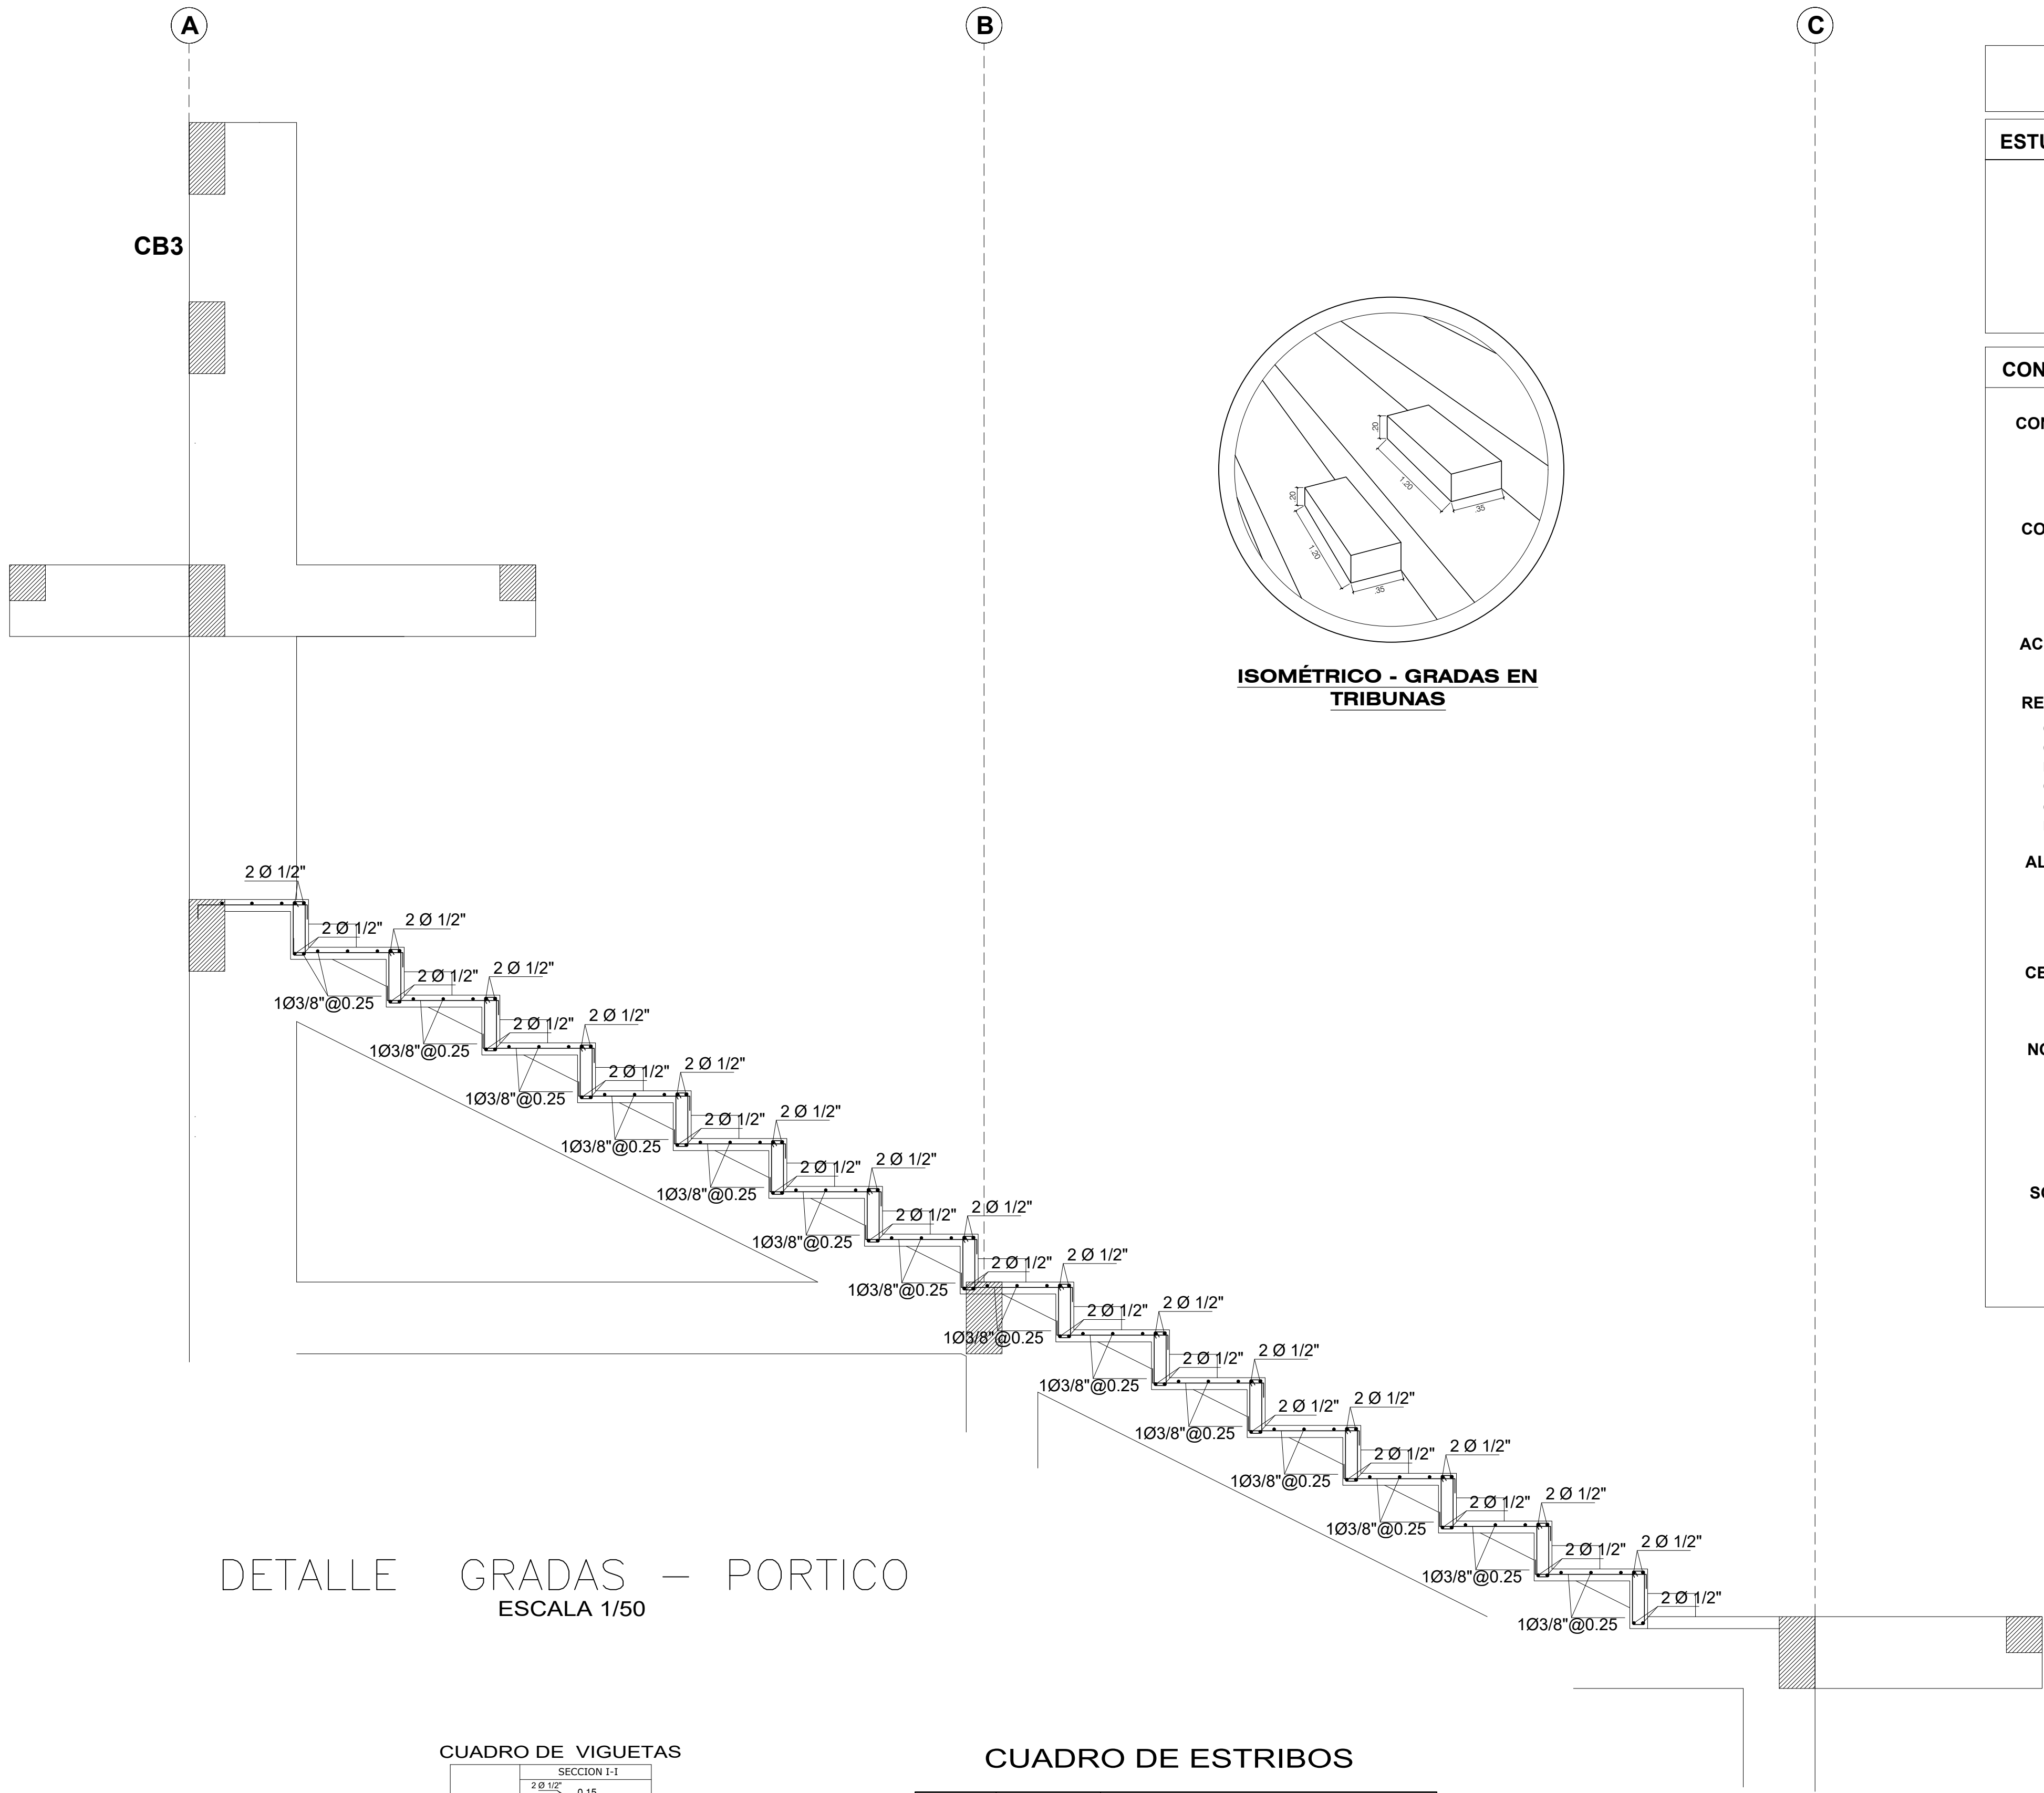 A
B
C
CB3
.20
1.20
.35
.20
1.20
.35
ISOMÉTRICO - GRADAS EN
TRIBUNAS
2 Ø 1/2"
2 Ø 1/2"
1Ø3/8"@0.25
2 Ø 1/2"
2 Ø 1/2"
1Ø3/8"@0.25
2 Ø 1/2"
2 Ø 1/2"
1Ø3/8"@0.25
2 Ø 1/2"
2 Ø 1/2"
1Ø3/8"@0.25
2 Ø 1/2"
2 Ø 1/2"
1Ø3/8"@0.25
2 Ø 1/2"
2 Ø 1/2"
1Ø3/8"@0.25
2 Ø 1/2"
2 Ø 1/2"
1Ø3/8"@0.25
2 Ø 1/2"
2 Ø 1/2"
1Ø3/8"@0.25
2 Ø 1/2"
2 Ø 1/2"
1Ø3/8"@0.25
2 Ø 1/2"
2 Ø 1/2"
1Ø3/8"@0.25
2 Ø 1/2"
2 Ø 1/2"
1Ø3/8"@0.25
2 Ø 1/2"
2 Ø 1/2"
1Ø3/8"@0.25
2 Ø 1/2"
2 Ø 1/2"
1Ø3/8"@0.25
2 Ø 1/2"
2 Ø 1/2"
1Ø3/8"@0.25
2 Ø 1/2"
2 Ø 1/2"
DETALLE GRADAS – PORTICO
ESCALA 1/50
CUADRO DE VIGUETAS
SECCION I-I
2 Ø 1/2"
0.15
CUADRO DE ESTRIBOS
ESTU
CON
CO
AC
RE
AL
CE